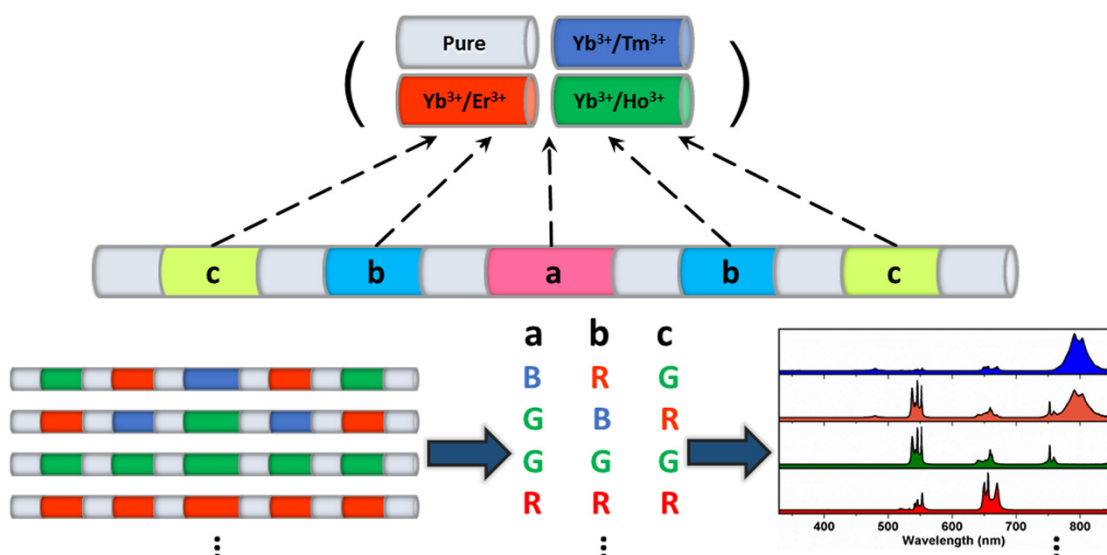 ( Pure Yb³⁺/Tm³⁺ )
Yb³⁺/Er³⁺ Yb³⁺/Ho³⁺
c b a b c
a b c
B R G
G B R
G G G
R R R
⋮ ⋮ ⋮
400 500 600 700 800
Wavelength (nm)